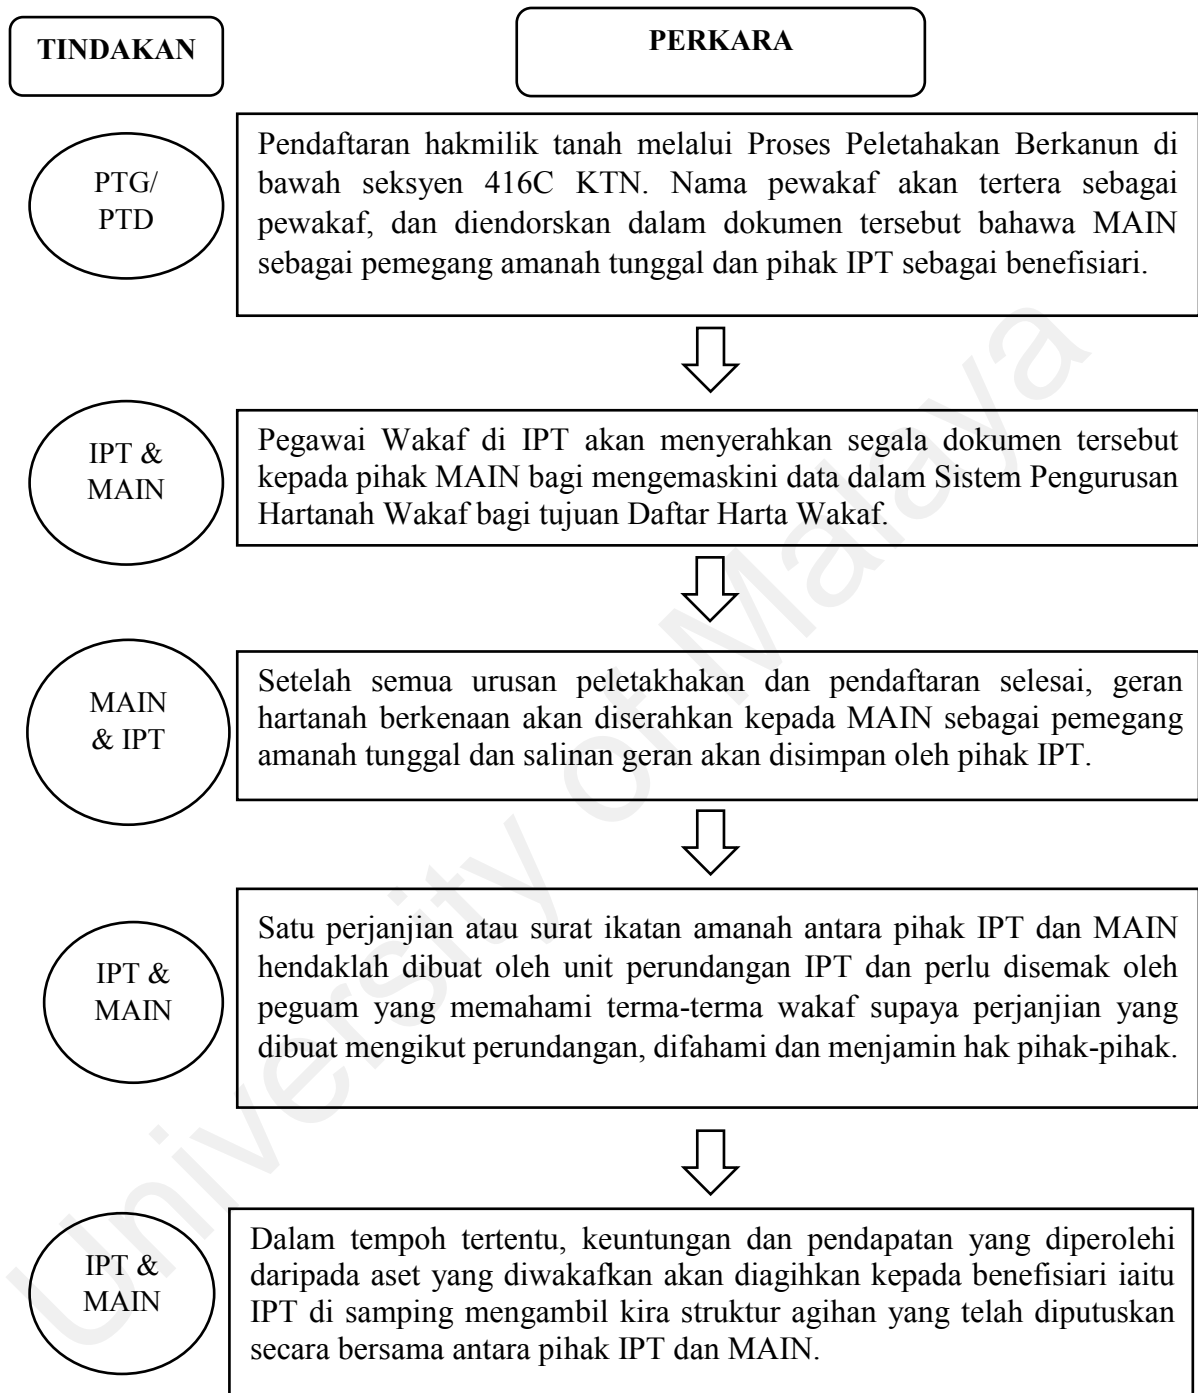 TINDAKAN
PERKARA
PTG/
PTD
Pendaftaran hakmilik tanah melalui Proses Peletahakan Berkanun di
bawah seksyen 416C KTN. Nama pewakaf akan tertera sebagai
pewakaf, dan diendorskan dalam dokumen tersebut bahawa MAIN
sebagai pemegang amanah tunggal dan pihak IPT sebagai benefisiari.
IPT &
MAIN
Pegawai Wakaf di IPT akan menyerahkan segala dokumen tersebut
kepada pihak MAIN bagi mengemaskini data dalam Sistem Pengurusan
Hartanah Wakaf bagi tujuan Daftar Harta Wakaf.
MAIN
& IPT
Setelah semua urusan peletakhakan dan pendaftaran selesai, geran
hartanah berkenaan akan diserahkan kepada MAIN sebagai pemegang
amanah tunggal dan salinan geran akan disimpan oleh pihak IPT.
IPT &
MAIN
Satu perjanjian atau surat ikatan amanah antara pihak IPT dan MAIN
hendaklah dibuat oleh unit perundangan IPT dan perlu disemak oleh
peguam yang memahami terma-terma wakaf supaya perjanjian yang
dibuat mengikut perundangan, difahami dan menjamin hak pihak-pihak.
IPT &
MAIN
Dalam tempoh tertentu, keuntungan dan pendapatan yang diperolehi
daripada aset yang diwakafkan akan diagihkan kepada benefisiari iaitu
IPT di samping mengambil kira struktur agihan yang telah diputuskan
secara bersama antara pihak IPT dan MAIN.
University of Malaya